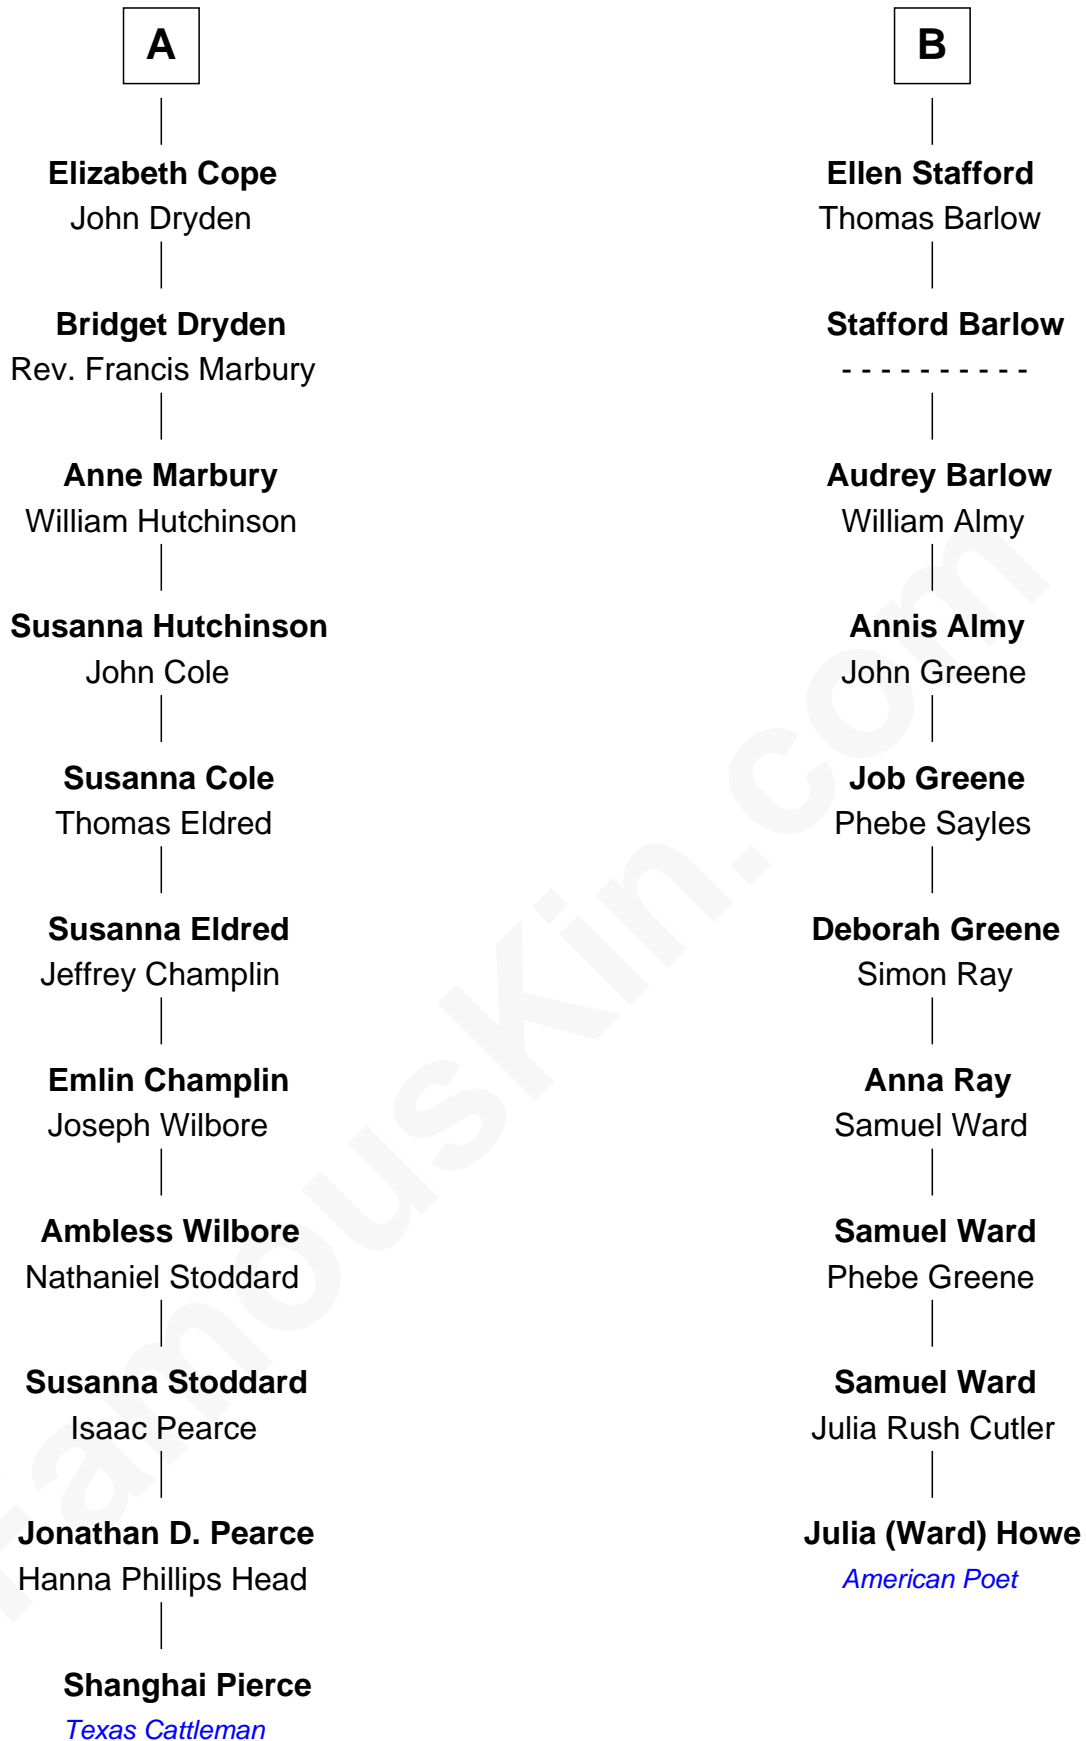 A
Elizabeth Cope
John Dryden
Bridget Dryden
Rev. Francis Marbury
Anne Marbury
William Hutchinson
Susanna Hutchinson
John Cole
Susanna Cole
Thomas Eldred
Susanna Eldred
Jeffrey Champlin
Emlin Champlin
Joseph Wilbore
Ambless Wilbore
Nathaniel Stoddard
Susanna Stoddard
Isaac Pearce
Jonathan D. Pearce
Hanna Phillips Head
Shanghai Pierce
Texas Cattleman
B
Ellen Stafford
Thomas Barlow
Stafford Barlow
- - - - - - - - - -
Audrey Barlow
William Almy
Annis Almy
John Greene
Job Greene
Phebe Sayles
Deborah Greene
Simon Ray
Anna Ray
Samuel Ward
Samuel Ward
Phebe Greene
Samuel Ward
Julia Rush Cutler
Julia (Ward) Howe
American Poet
FamousKin.com